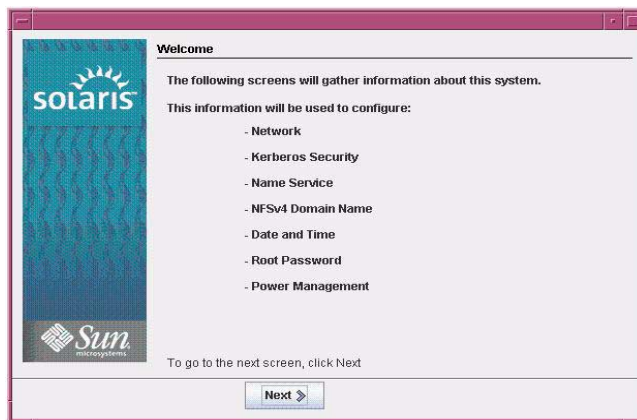 solaris
Sun
microsystems
Welcome
The following screens will gather information about this system.
This information will be used to configure:
- Network
- Kerberos Security
- Name Service
- NFSv4 Domain Name
- Date and Time
- Root Password
- Power Management
To go to the next screen, click Next
Next